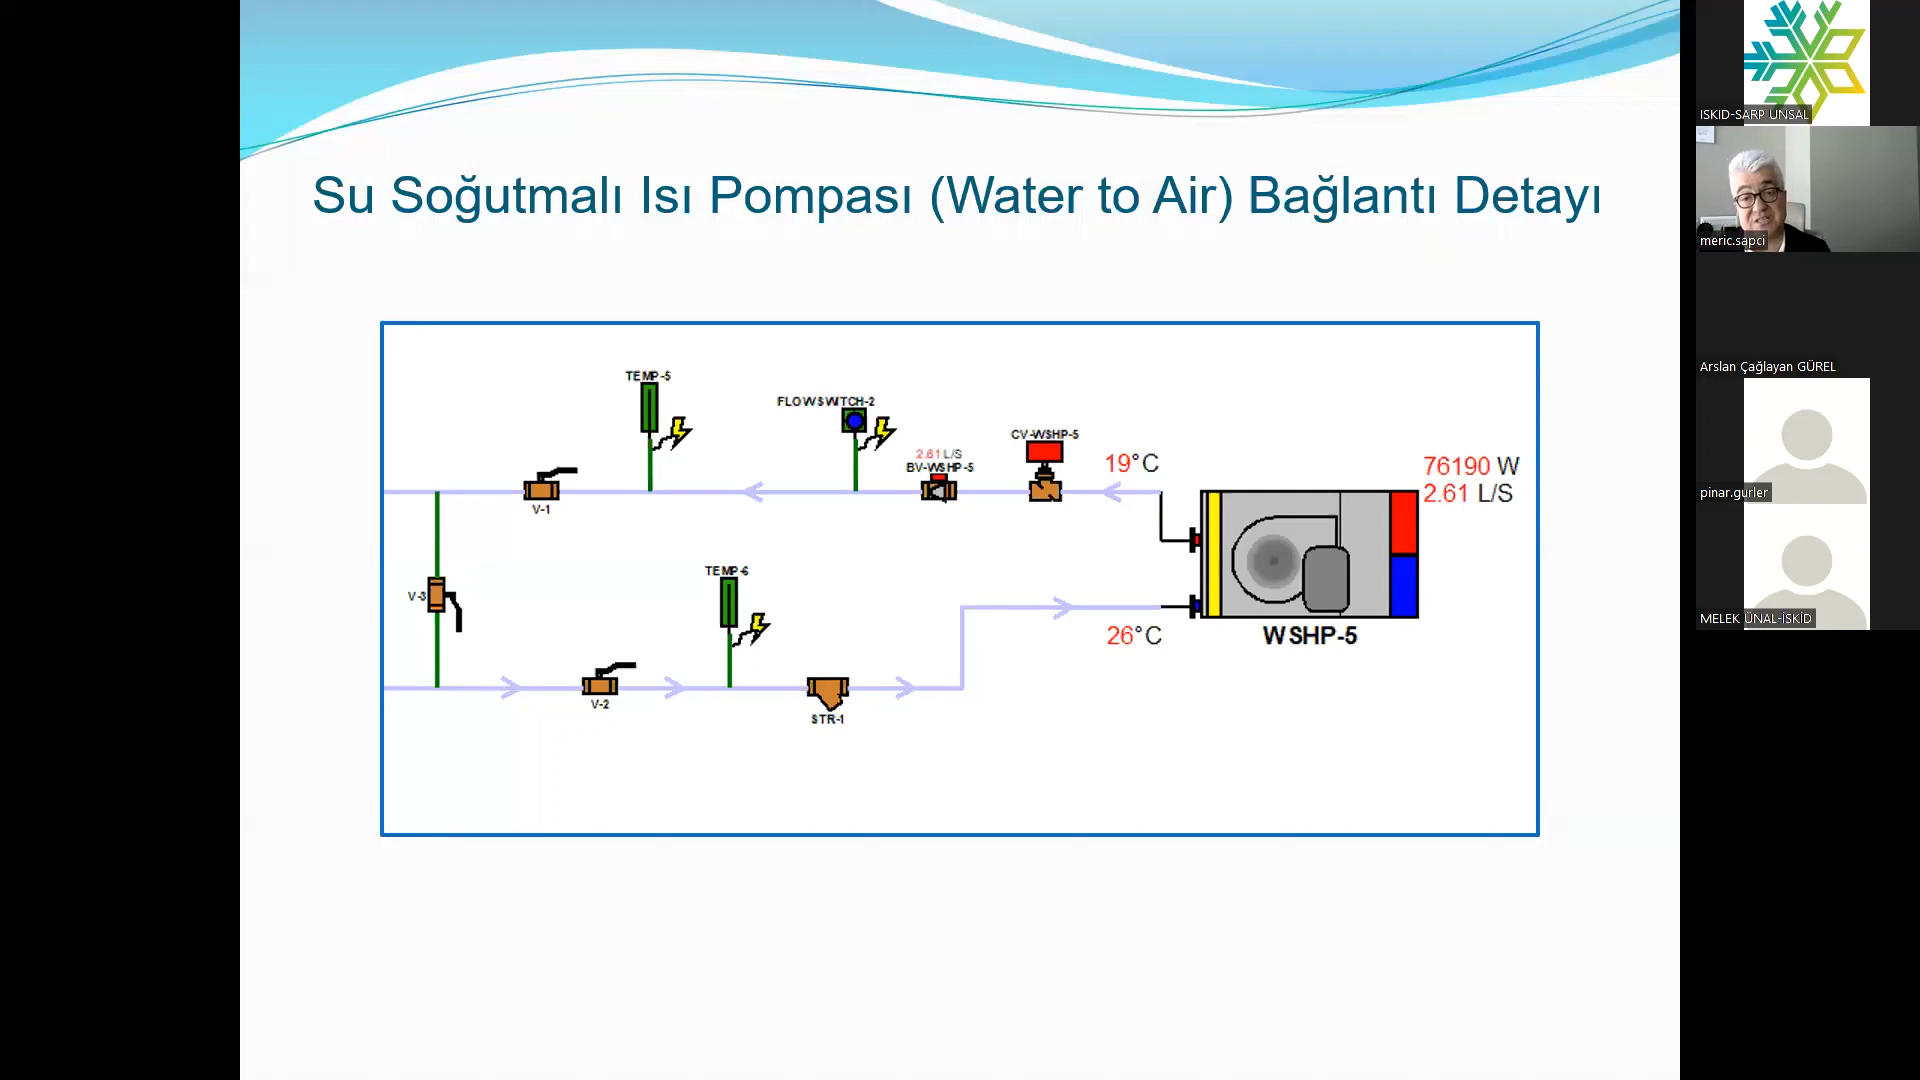 Su Soğutmalı Isı Pompası (Water to Air) Bağlantı Detayı
TEMP-5
FLOWSWITCH-2
2.61 L/S
BV-WSHP-5
CV-WSHP-5
19°C
76190 W
2.61 L/S
V-1
V-3
TEMP-6
26°C
WSHP-5
V-2
STR-1
ISKID-SARP ÜNSAL
meric.sapci
Arslan Çağlayan GÜREL
pinar.gurler
MELEK ÜNAL-İSKİD